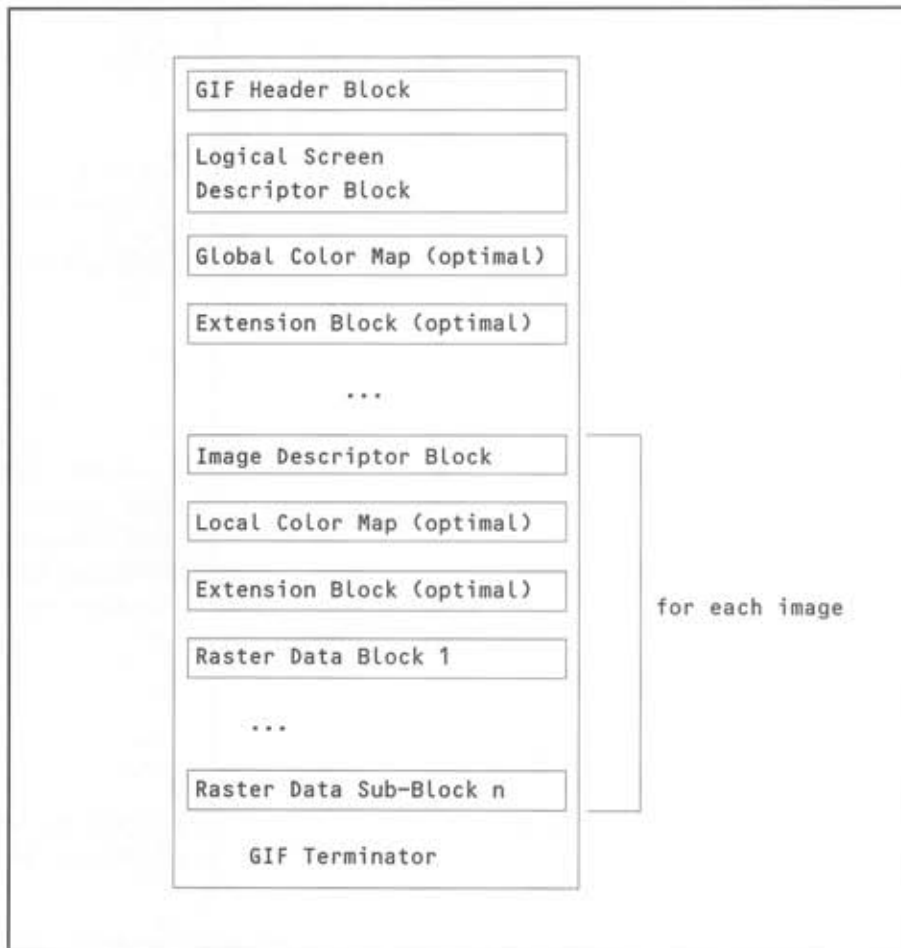 GIF Header Block
Logical Screen
Descriptor Block
Global Color Map (optimal)
Extension Block (optimal)
...
Image Descriptor Block
Local Color Map (optimal)
Extension Block (optimal)
for each image
Raster Data Block 1
...
Raster Data Sub-Block n
GIF Terminator